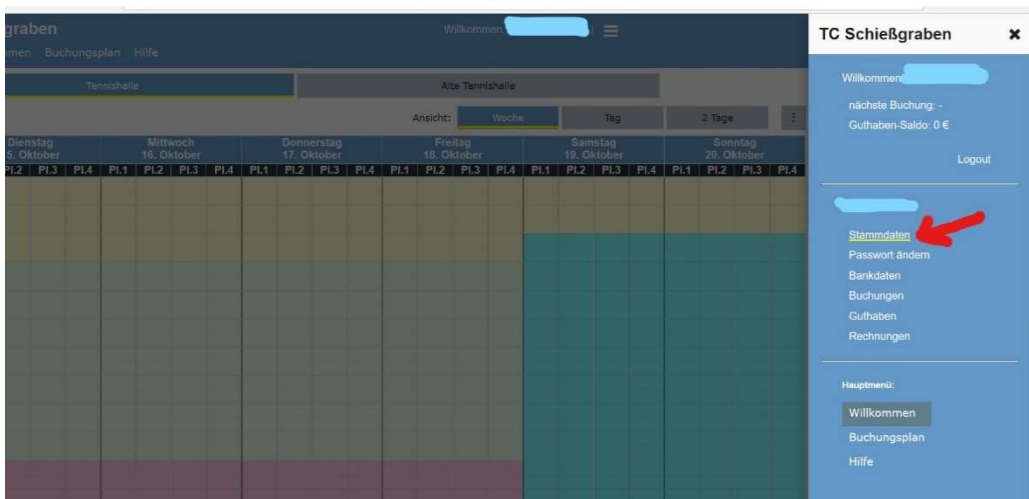 graben
Willkommen,
men Buchungsplan Hilfe
Tennishalle
Alte Tennishalle
Ansicht: Woche Tag 2 Tage
Dienstag Mittwoch Donnerstag Freitag Samstag Sonntag
5. Oktober 16. Oktober 17. Oktober 18. Oktober 19. Oktober 20. Oktober
Pl.2 Pl.3 Pl.4 Pl.1 Pl.2 Pl.3 Pl.4 Pl.1 Pl.2 Pl.3 Pl.4 Pl.1 Pl.2 Pl.3 Pl.4 Pl.1 Pl.2 Pl.3 Pl.4 Pl.1 Pl.2 Pl.3 Pl.4
TC Schießgraben
Willkommen
nächste Buchung: -
Guthaben-Saldo: 0 €
Logout
Stammdaten
Passwort ändern
Bankdaten
Buchungen
Guthaben
Rechnungen
Hauptmenü:
Willkommen
Buchungsplan
Hilfe